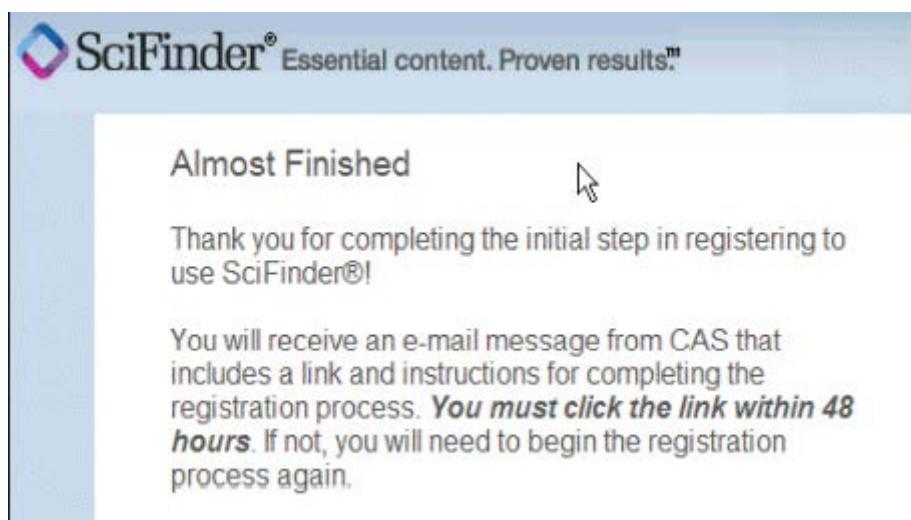 SciFinder® Essential content. Proven results.™
Almost Finished
Thank you for completing the initial step in registering to
use SciFinder®!
You will receive an e-mail message from CAS that
includes a link and instructions for completing the
registration process. You must click the link within 48
hours. If not, you will need to begin the registration
process again.